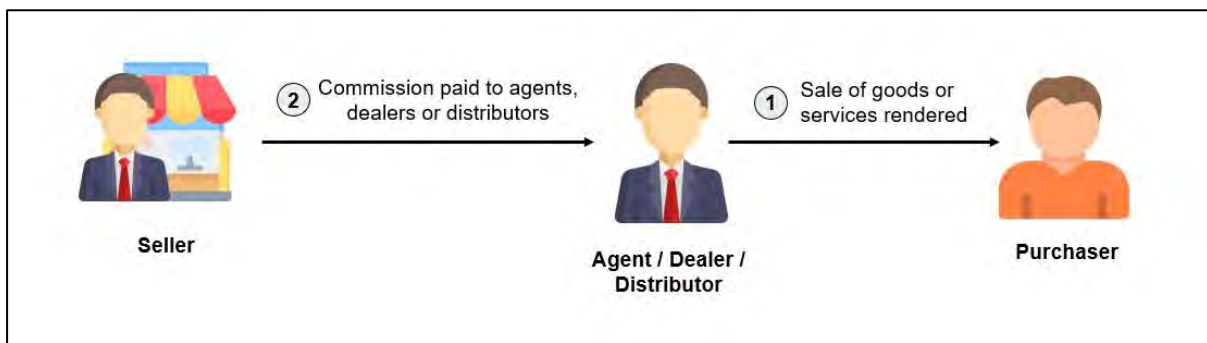 2 Commission paid to agents,
dealers or distributors
1 Sale of goods or
services rendered
Seller
Agent / Dealer /
Distributor
Purchaser